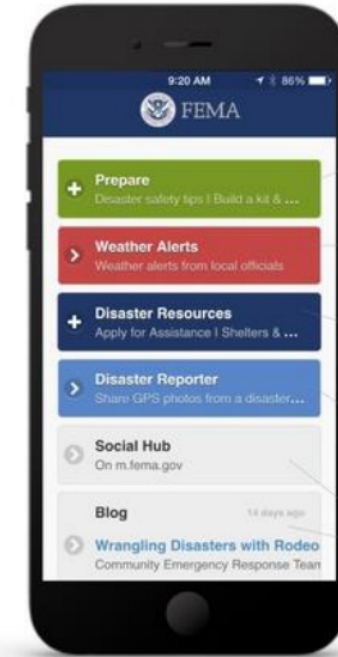 9:20 AM 86%
FEMA
Prepare
Disaster safety tips | Build a kit & ...
Weather Alerts
Weather alerts from local officials
Disaster Resources
Apply for Assistance | Shelters & ...
Disaster Reporter
Share GPS photos from a disaster...
Social Hub
On m.fema.gov
Blog 14 days ago
Wrangling Disasters with Rodeo
Community Emergency Response Team